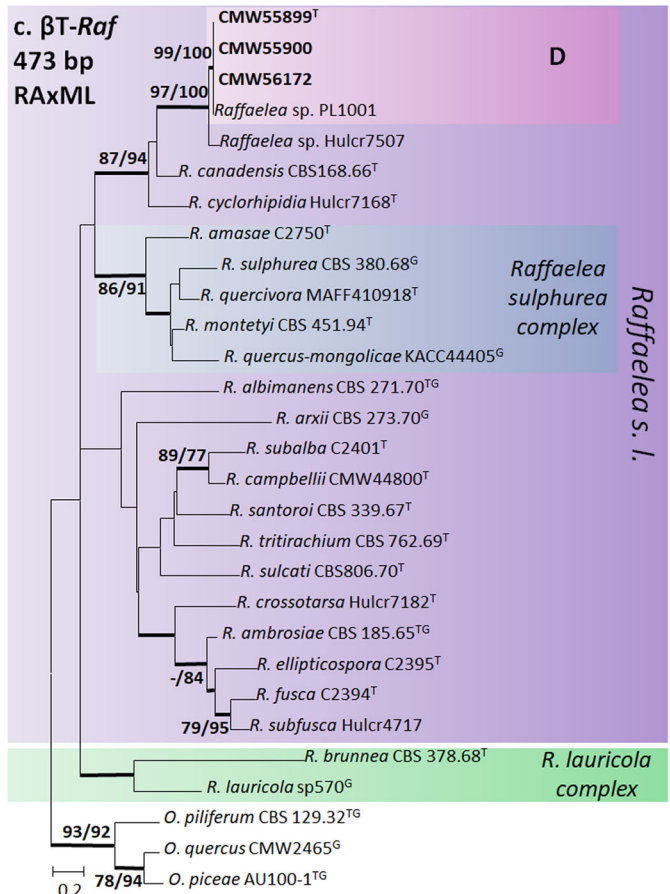 c. βT-Raf
473 bp
RAxML
CMW55899ᵀ
CMW55900
CMW56172
Raffaelea sp. PL1001
D
99/100
97/100
Raffaelea sp. Hulcr7507
87/94
R. canadensis CBS168.66ᵀ
R. cyclorhipidia Hulcr7168ᵀ
R. amasae C2750ᵀ
86/91
R. sulphurea CBS 380.68ᴳ
R. quercivora MAFF410918ᵀ
R. montetyi CBS 451.94ᵀ
R. quercus-mongolicae KACC44405ᴳ
Raffaelea
sulphurea
complex
Raffaelea s. l.
R. albimanens CBS 271.70ᵀᴳ
R. arxii CBS 273.70ᴳ
89/77
R. subalba C2401ᵀ
R. campbellii CMW44800ᵀ
R. santoroi CBS 339.67ᵀ
R. tritirachium CBS 762.69ᵀ
R. sulcati CBS806.70ᵀ
R. crossotarsa Hulcr7182ᵀ
R. ambrosiae CBS 185.65ᵀᴳ
-/84
R. ellipticospora C2395ᵀ
R. fusca C2394ᵀ
79/95
R. subfusca Hulcr4717
R. brunnea CBS 378.68ᵀ
R. lauricola sp570ᴳ
R. lauricola
complex
O. piliferum CBS 129.32ᵀᴳ
93/92
O. quercus CMW2465ᴳ
78/94
O. piceae AU100-1ᵀᴳ
0.2